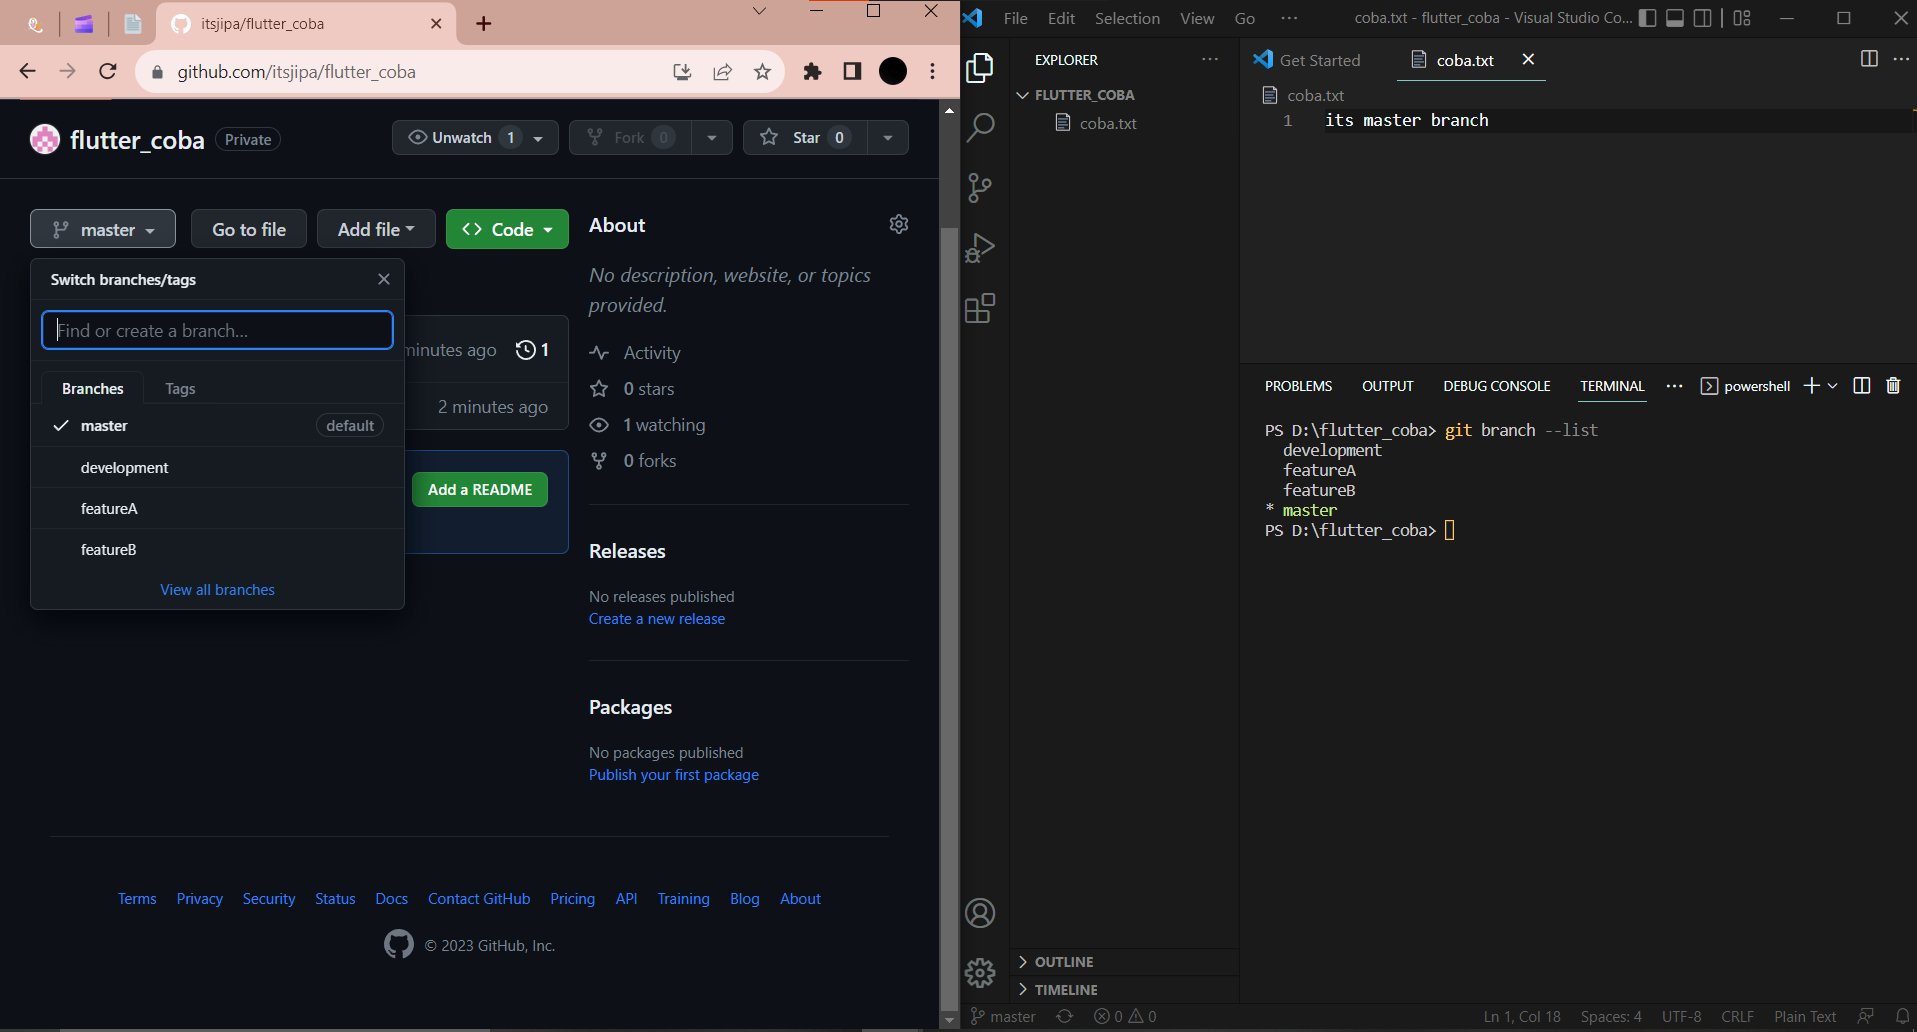 itsjipa/flutter_coba
github.com/itsjipa/flutter_coba
flutter_coba Private
Unwatch 1
Fork 0
Star 0
master
Go to file
Add file
Code
Switch branches/tags
Find or create a branch...
Branches Tags
master default
development
featureA
featureB
View all branches
minutes ago 1
2 minutes ago
Add a README
About
No description, website, or topics
provided.
Activity
0 stars
1 watching
0 forks
Releases
No releases published
Create a new release
Packages
No packages published
Publish your first package
Terms Privacy Security Status Docs Contact GitHub Pricing API Training Blog About
© 2023 GitHub, Inc.
File Edit Selection View Go ··· coba.txt - flutter_coba - Visual Studio Co...
EXPLORER ···
FLUTTER_COBA
coba.txt
OUTLINE
TIMELINE
Get Started coba.txt ···
coba.txt
1 its master branch
PROBLEMS OUTPUT DEBUG CONSOLE TERMINAL ··· powershell
PS D:\flutter_coba> git branch --list
development
featureA
featureB
* master
PS D:\flutter_coba>
master 0 0 Ln 1, Col 18 Spaces: 4 UTF-8 CRLF Plain Text